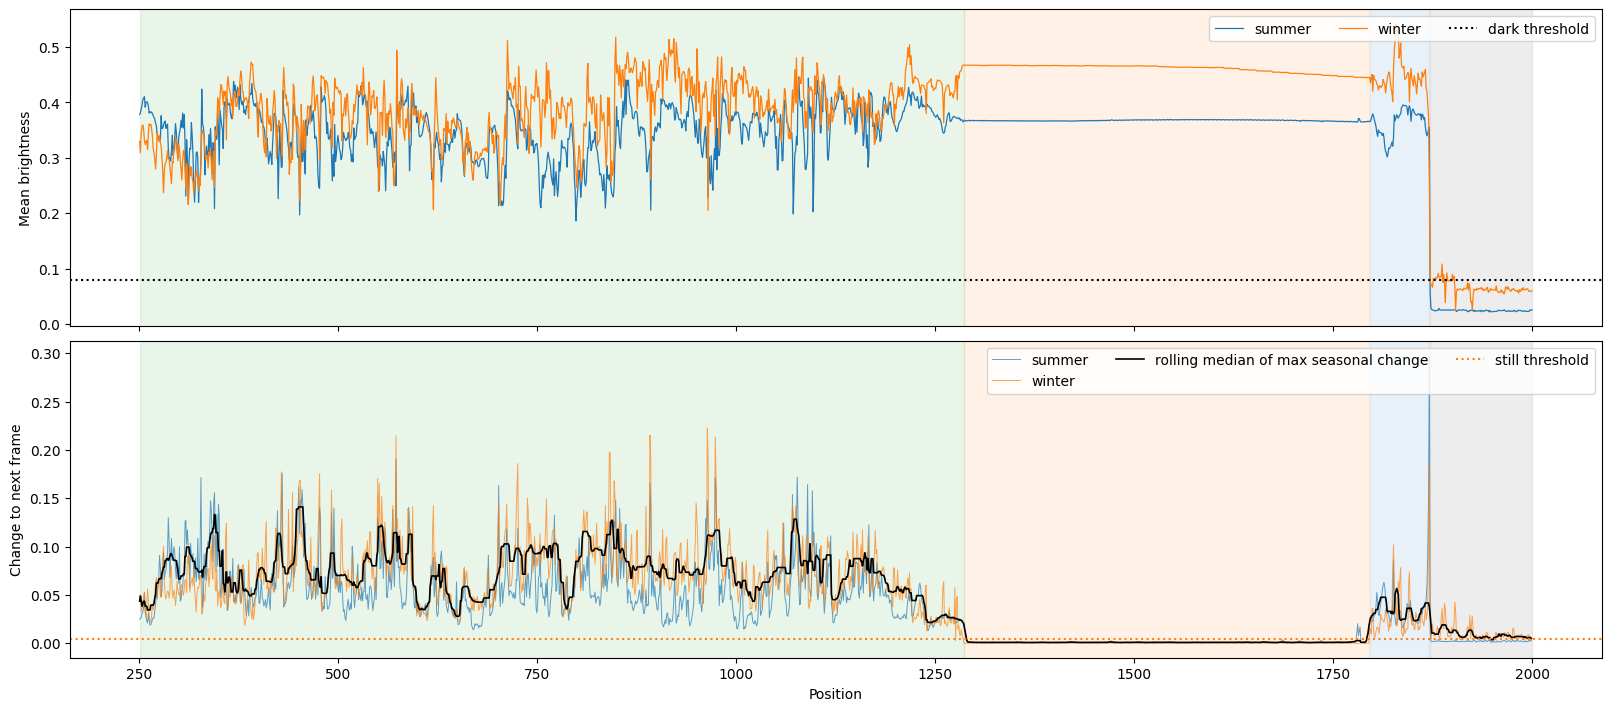 summer winter dark threshold
0.5
0.4
0.3
0.2
0.1
0.0
Mean brightness
summer rolling median of max seasonal change still threshold
winter
0.30
0.25
0.20
0.15
0.10
0.05
0.00
Change to next frame
250 500 750 1000 1250 1500 1750 2000
Position